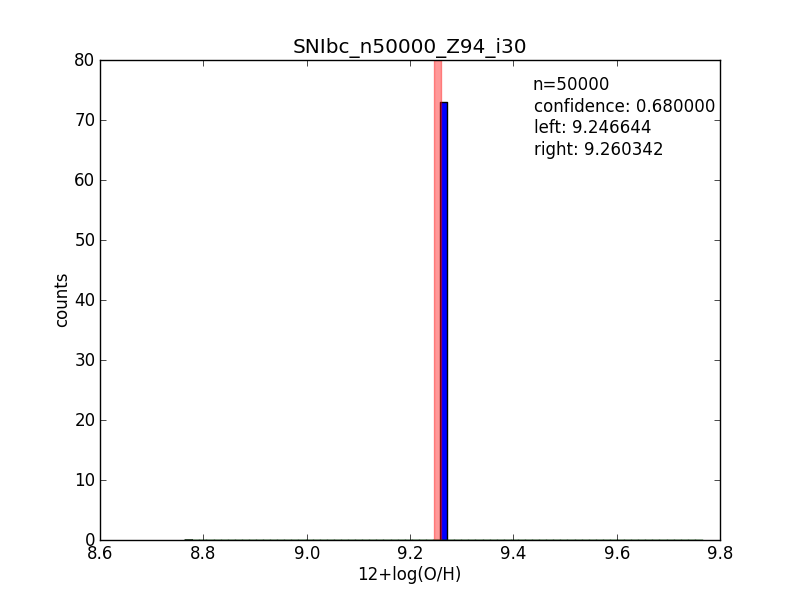 SNIbc_n50000_Z94_i30
n=50000
confidence: 0.680000
left: 9.246644
right: 9.260342
80
70
60
50
40
30
20
10
0
counts
8.6 8.8 9.0 9.2 9.4 9.6 9.8
12+log(O/H)